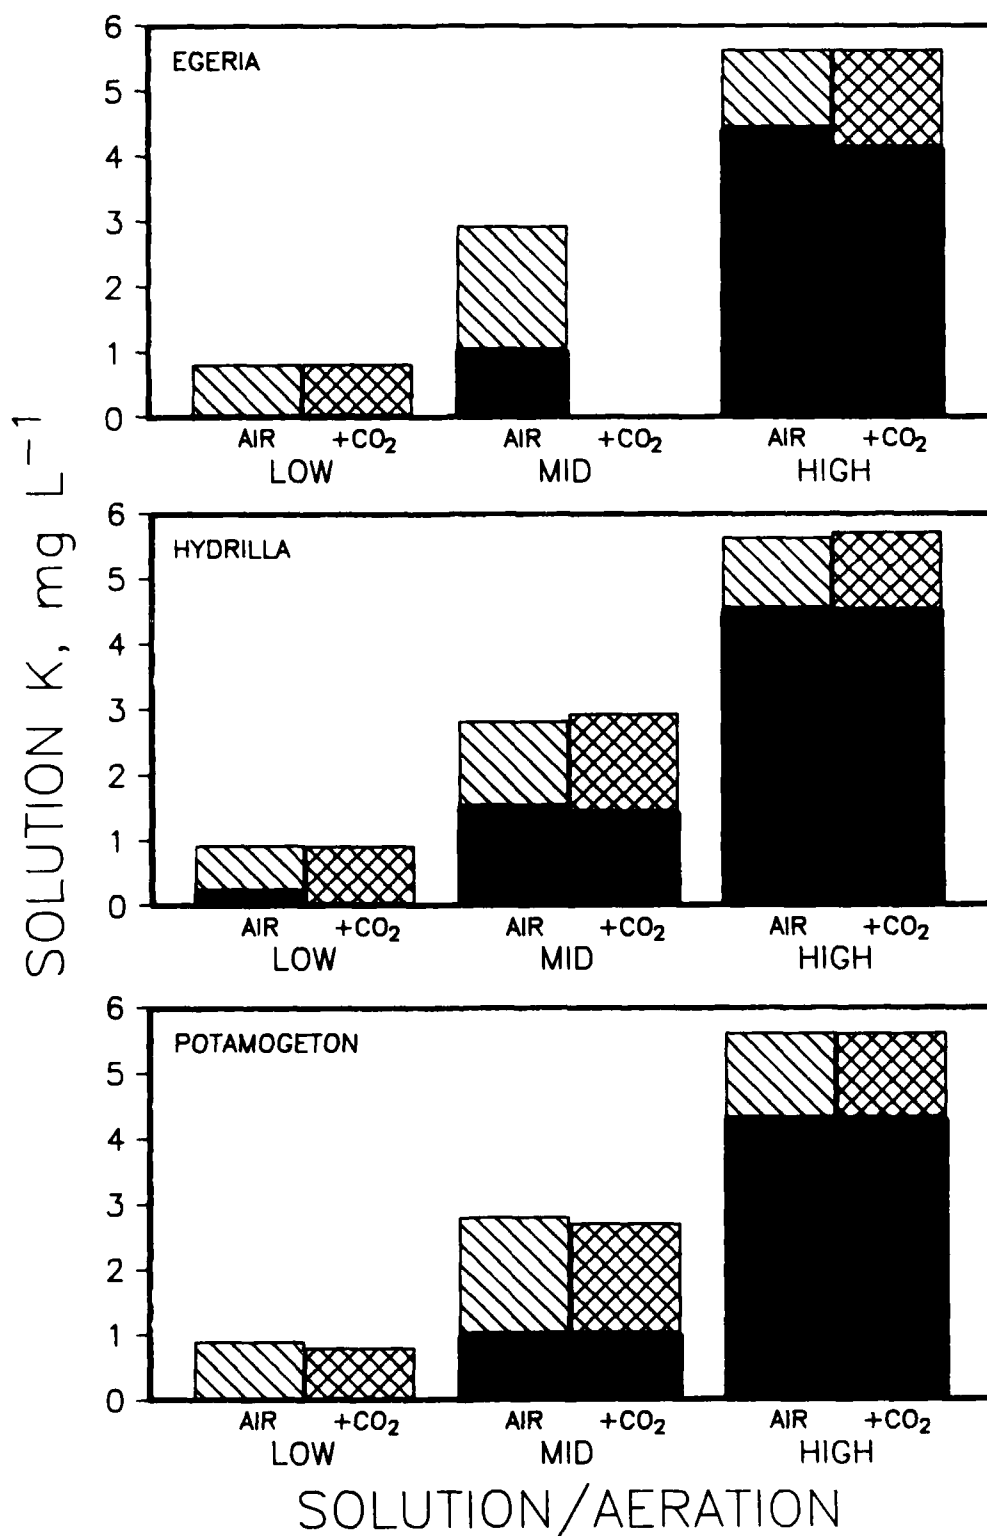 SOLUTION K, mg L⁻¹
6
EGERIA
5
4
3
2
1
0
AIR +CO₂ AIR +CO₂ AIR +CO₂
LOW MID HIGH
6
HYDRILLA
5
4
3
2
1
0
AIR +CO₂ AIR +CO₂ AIR +CO₂
LOW MID HIGH
6
POTAMOGETON
5
4
3
2
1
0
AIR +CO₂ AIR +CO₂ AIR +CO₂
LOW MID HIGH
SOLUTION/AERATION